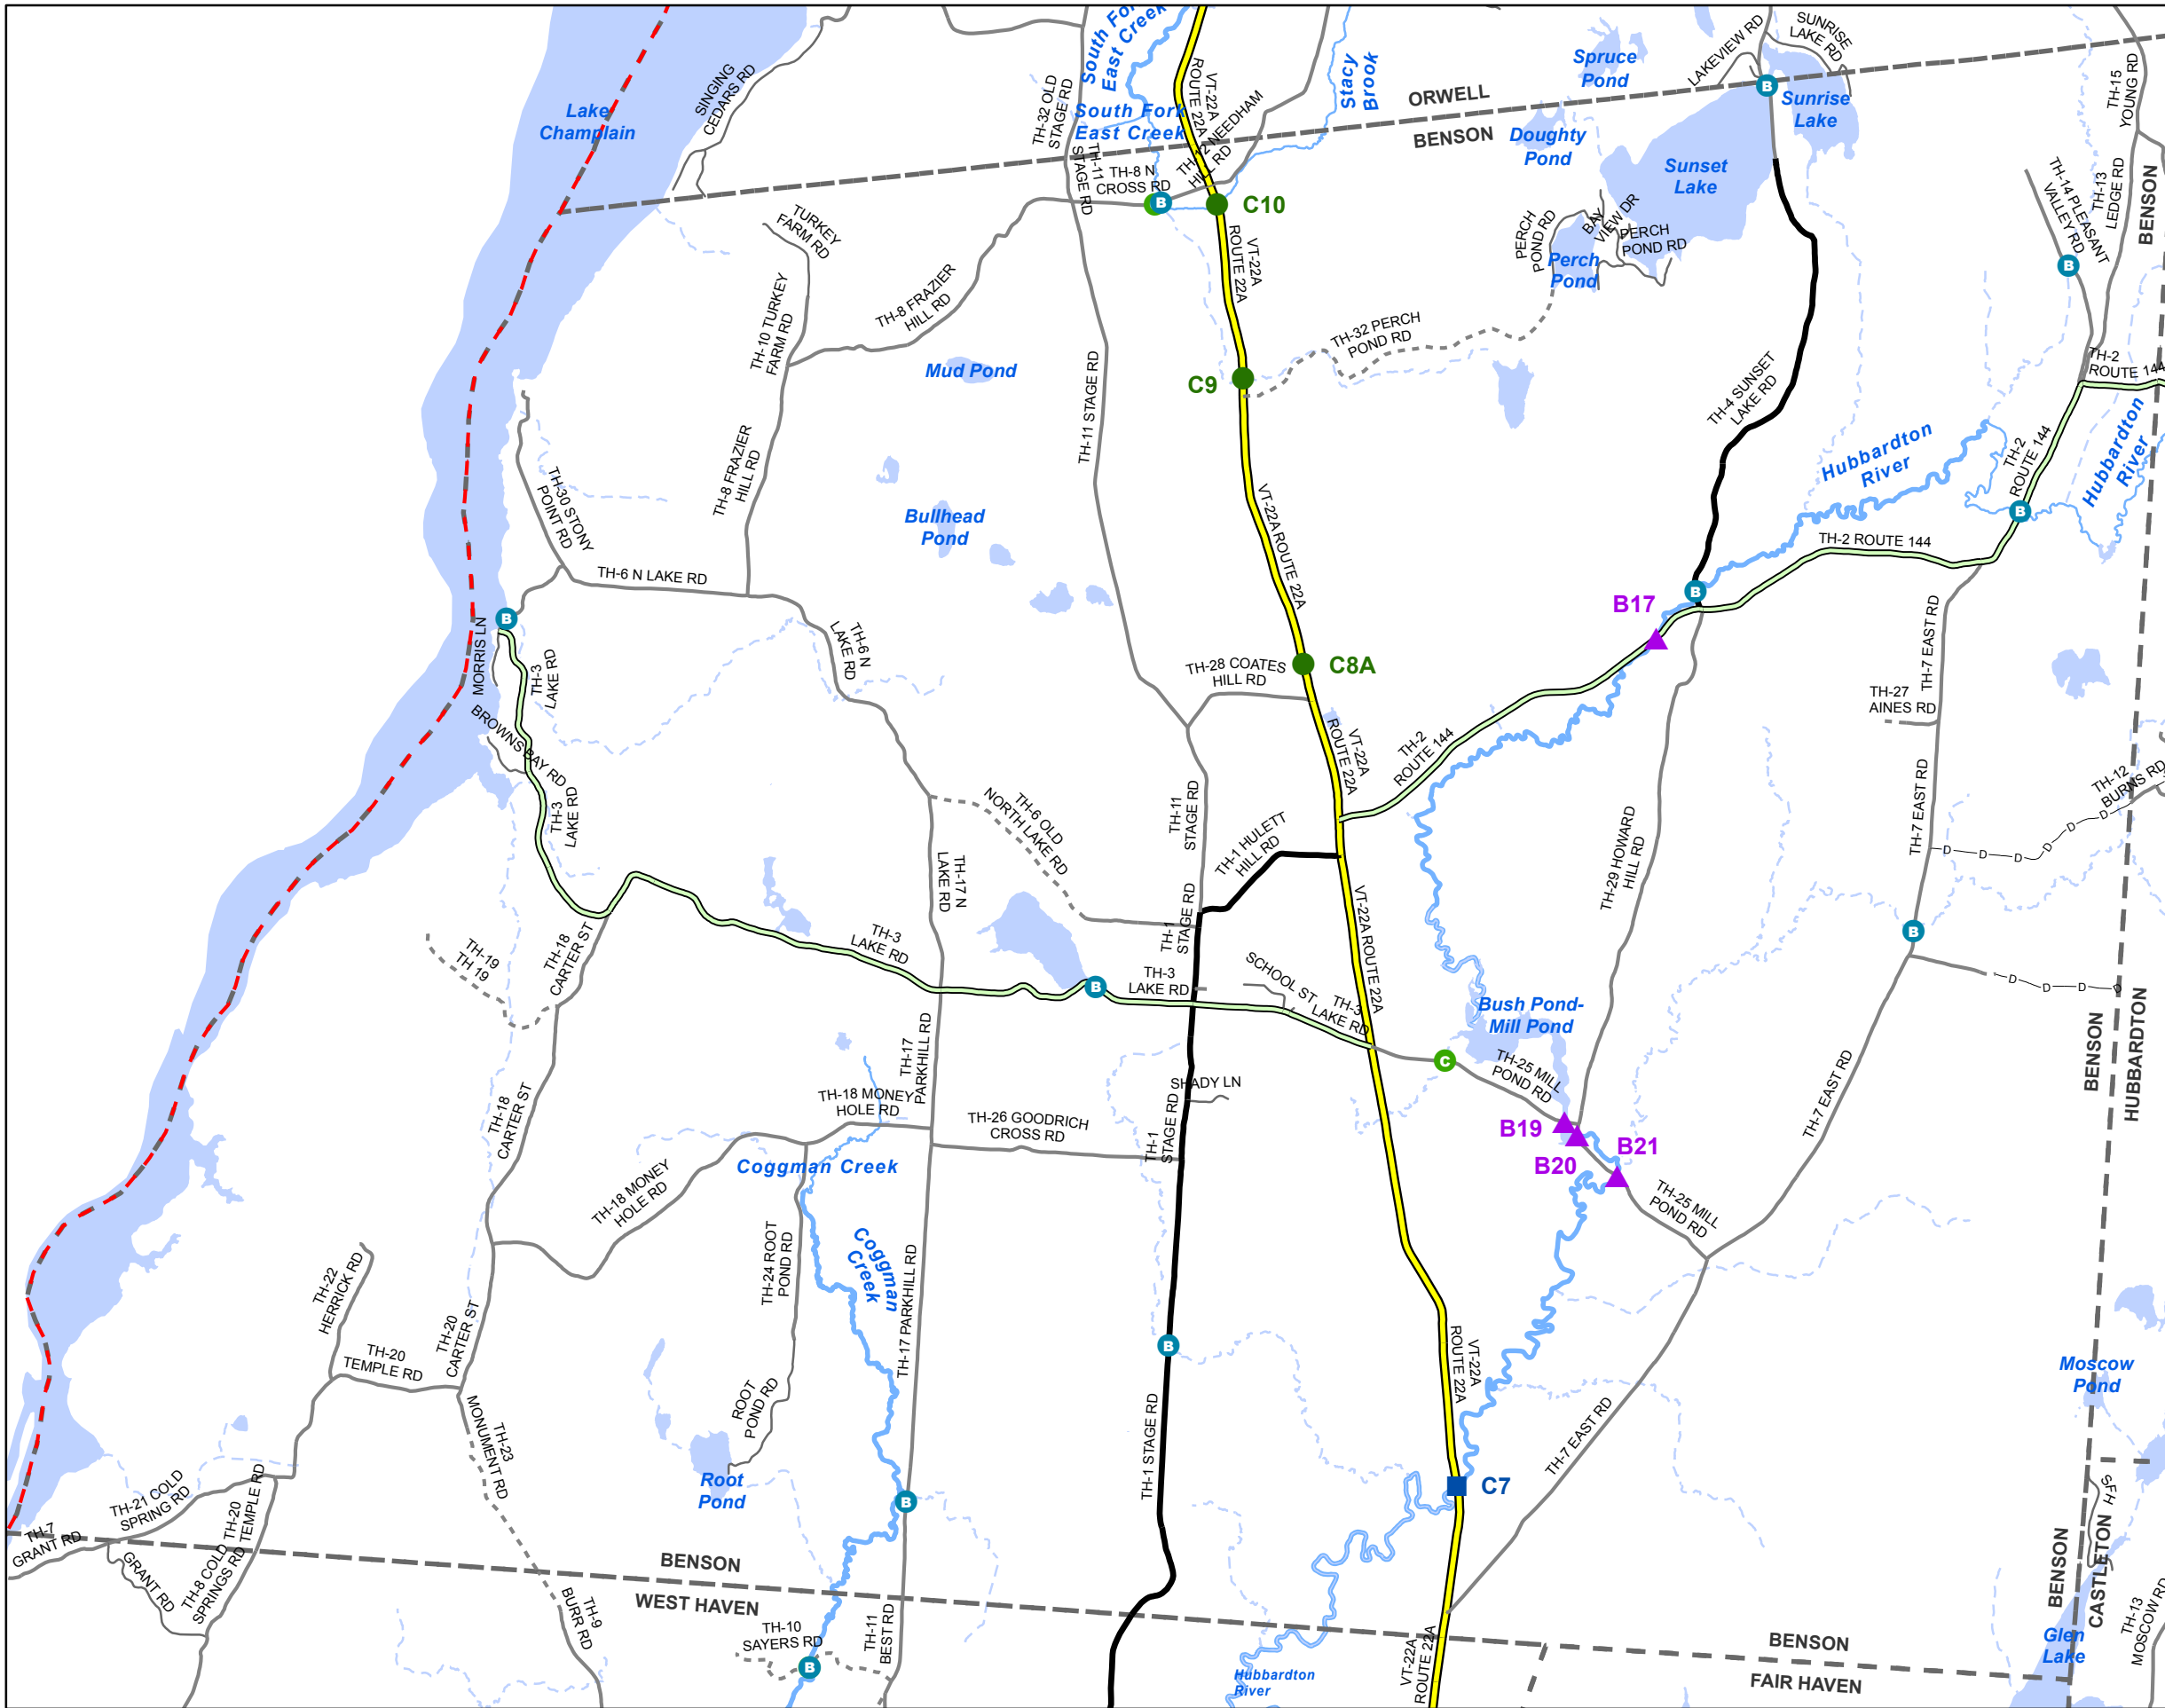 South Fork
East Creek
VT-22A
ROUTE 22A
Stacy
Brook
Spruce
Pond
LAKEVIEW RD
SUNRISE
LAKE RD
TH-15
YOUNG RD
SINGING
CEDARS RD
Lake
Champlain
TH-32 OLD
STAGE RD
South Fork
East Creek
TH-12 NEEDHAM
HILL RD
ORWELL
BENSON
Doughty
Pond
Sunrise
Lake
Sunset
Lake
TH-11
STAGE RD
TH-8 N
CROSS RD
B
B
C10
TH-14 PLEASANT
VALLEY RD
TH-13
LEDGE RD
BENSON
B
TURKEY
FARM RD
PERCH
POND RD
BAY
VIEW DR
PERCH
POND RD
Perch
Pond
VT-22A
ROUTE 22A
TH-8 FRAZIER
HILL RD
TH-10 TURKEY
FARM RD
TH-32 PERCH
POND RD
Mud Pond
C9
TH-11 STAGE RD
TH-4 SUNSET
LAKE RD
TH-2
ROUTE 144
Hubbardton
River
TH-2
ROUTE 144
Hubbardton
River
TH-8 FRAZIER
HILL RD
TH-30 STONY
POINT RD
Bullhead
Pond
VT-22A ROUTE 22A
B
TH-2 ROUTE 144
TH-6 N LAKE RD
B
B17
B
MORRIS LN
TH-3
LAKE RD
TH-6 N
LAKE RD
TH-28 COATES
HILL RD
C8A
TH-7 EAST RD
TH-27
AINES RD
BROWNS BAY RD
TH-3
LAKE RD
VT-22A
ROUTE 22A
TH-2
ROUTE 144
TH-12
BURNS RD
TH-6 OLD
NORTH LAKE RD
TH-11
STAGE RD
TH-1 HULETT
HILL RD
TH-29 HOWARD
HILL RD
TH-7 EAST RD
D
D
D
D
D
D
TH-17 N
LAKE RD
TH-1
STAGE RD
VT-22A ROUTE 22A
B
TH-19
TH 19
TH-18
CARTER ST
TH-3
LAKE RD
B
TH-3
LAKE RD
SCHOOL ST
TH-3
LAKE RD
D
D
D
D
Bush Pond-
Mill Pond
BENSON
HUBBARDTON
TH-17
PARKHILL RD
C
TH-25 MILL
POND RD
TH-18
CARTER ST
TH-18 MONEY
HOLE RD
SHADY LN
TH-26 GOODRICH
CROSS RD
TH-1
STAGE RD
B19
B20
B21
TH-7 EAST RD
Coggman Creek
TH-18 MONEY
HOLE RD
TH-25 MILL
POND RD
TH-24 ROOT
POND RD
Coggman
Creek
TH-17 PARKHILL RD
TH-22
HERRICK RD
TH-20
CARTER ST
TH-20
TEMPLE RD
B
VT-22A
ROUTE 22A
Moscow
Pond
ROOT
POND RD
TH-23
MONUMENT RD
TH-1 STAGE RD
TH-7 EAST RD
Root
Pond
C7
B
TH-21 COLD
SPRING RD
TH-20
TEMPLE RD
SFH
TH-7
GRANT RD
GRANT RD
TH-8 COLD
SPRINGS RD
BENSON
WEST HAVEN
TH-9
BURR RD
BENSON
CASTLETON
TH-10
SAYERS RD
B
TH-11
BEST RD
Hubbardton
River
VT-22A
ROUTE 22A
BENSON
FAIR HAVEN
Glen
Lake
TH-13
MOSCOW RD